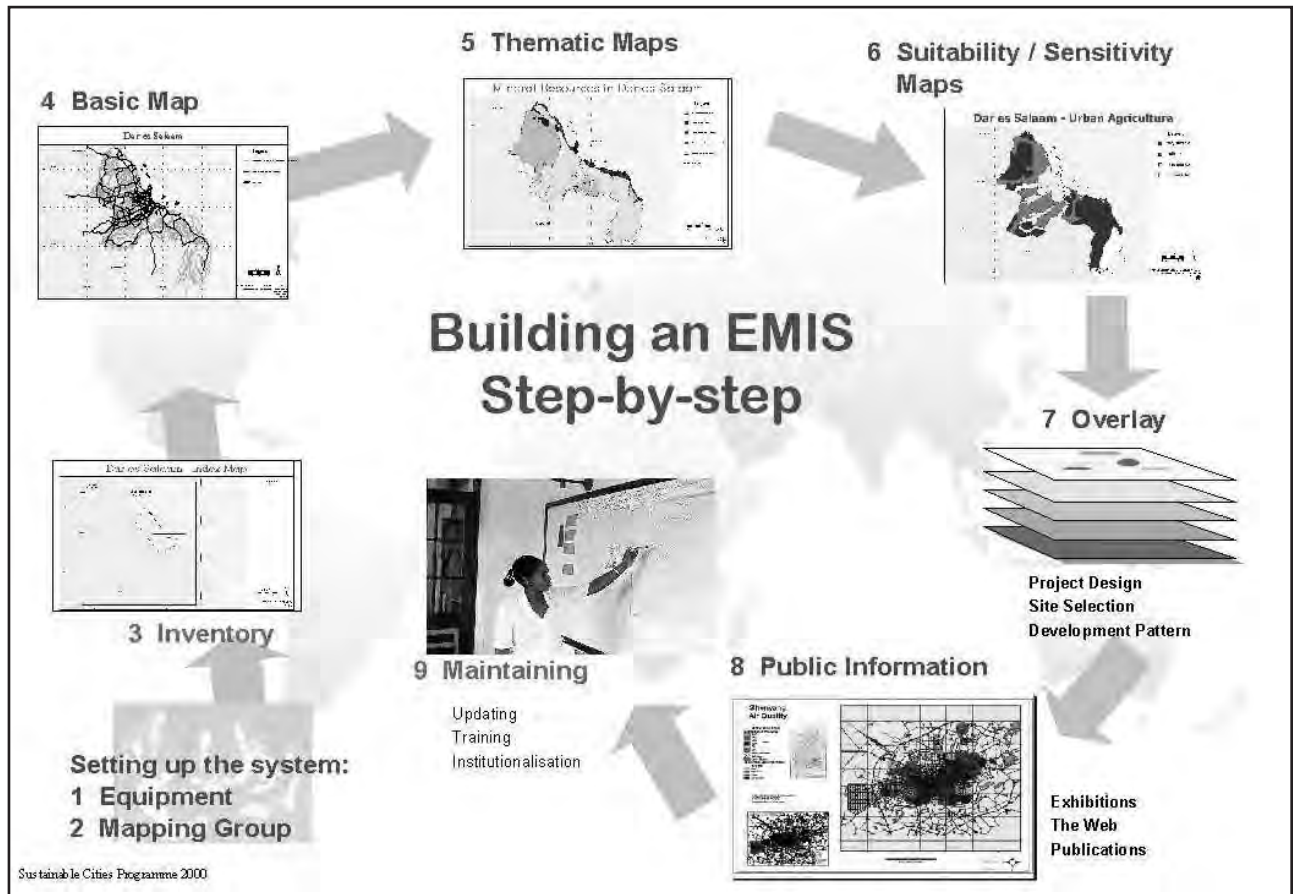 Building an EMIS
Step-by-step
Setting up the system:
1 Equipment
2 Mapping Group
3 Inventory
Dar es Salaam - Index Map
4 Basic Map
Dar es Salaam
5 Thematic Maps
Mineral Resources in Dar es Salaam
6 Suitability / Sensitivity
Maps
Dar es Salaam - Urban Agricultura
7 Overlay
Project Design
Site Selection
Development Pattern
8 Public Information
Shenyang
Air Quality
Exhibitions
The Web
Publications
9 Maintaining
Updating
Training
Institutionalisation
Sustainable Cities Programme 2000